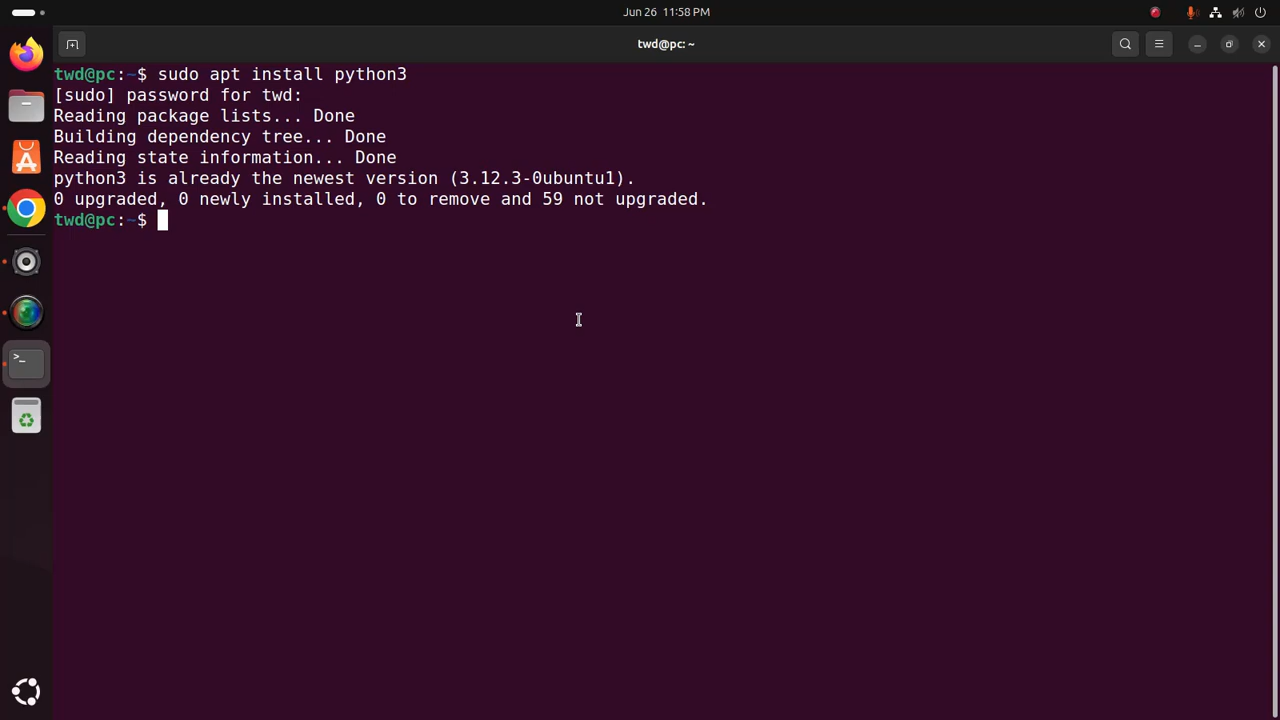 Jun 26 11:58 PM
twd@pc: ~
twd@pc:~$ sudo apt install python3
[sudo] password for twd:
Reading package lists... Done
Building dependency tree... Done
Reading state information... Done
python3 is already the newest version (3.12.3-0ubuntu1).
0 upgraded, 0 newly installed, 0 to remove and 59 not upgraded.
twd@pc:~$